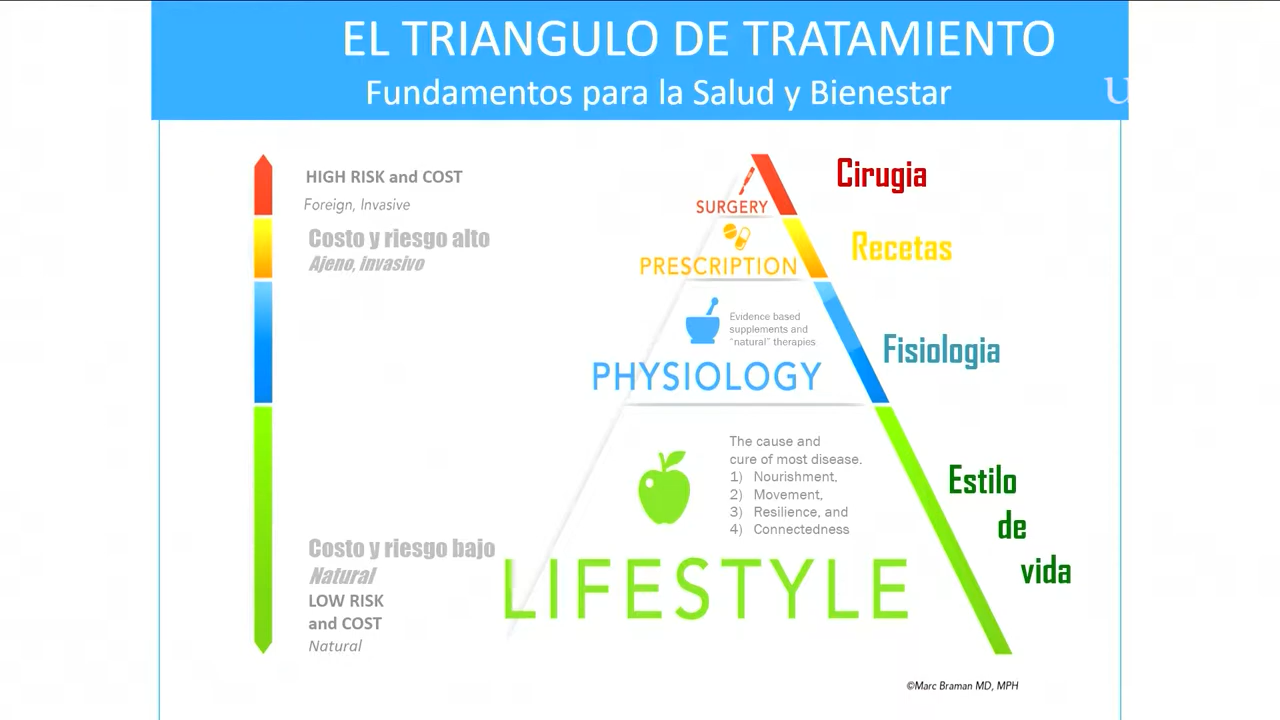 EL TRIANGULO DE TRATAMIENTO
Fundamentos para la Salud y Bienestar
HIGH RISK and COST
Foreign, Invasive
Costo y riesgo alto
Ajeno, invasivo
Costo y riesgo bajo
Natural
LOW RISK
and COST
Natural
SURGERY
Cirugia
PRESCRIPTION
Recetas
Evidence based
supplements and
"natural" therapies
PHYSIOLOGY
Fisiologia
The cause and
cure of most disease.
1) Nourishment,
2) Movement,
3) Resilience, and
4) Connectedness
LIFESTYLE
Estilo
de
vida
©Marc Braman MD, MPH